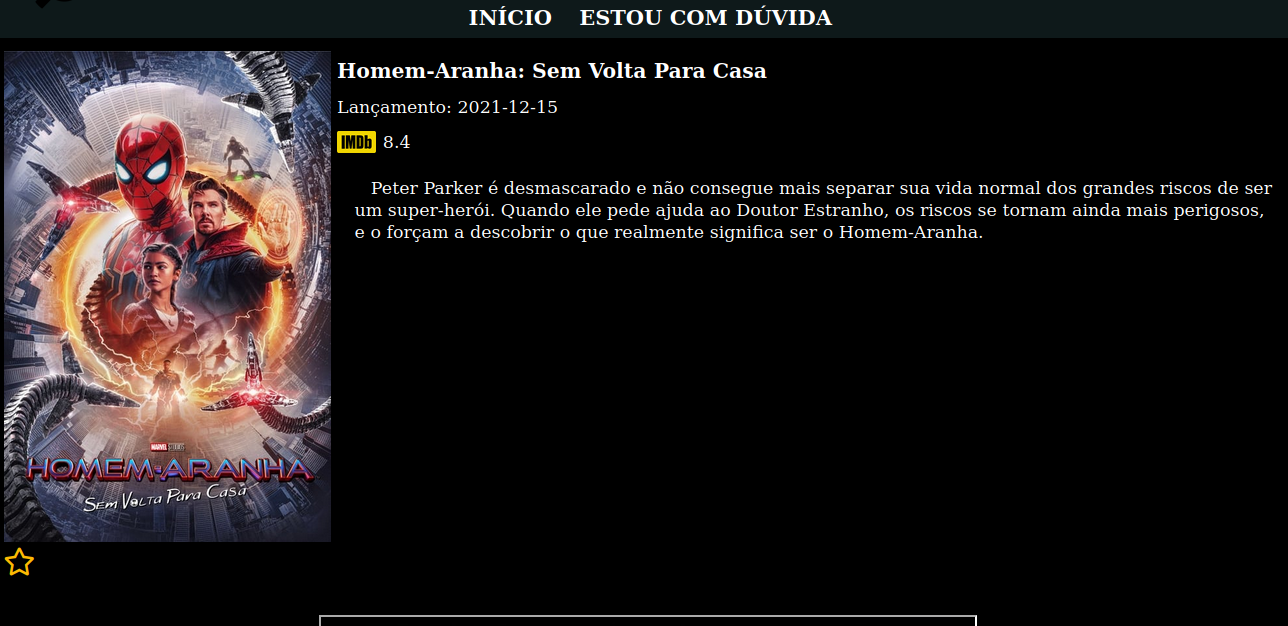 INÍCIO ESTOU COM DÚVIDA
Homem-Aranha: Sem Volta Para Casa
Lançamento: 2021-12-15
IMDb 8.4
Peter Parker é desmascarado e não consegue mais separar sua vida normal dos grandes riscos de ser
um super-herói. Quando ele pede ajuda ao Doutor Estranho, os riscos se tornam ainda mais perigosos,
e o forçam a descobrir o que realmente significa ser o Homem-Aranha.
MARVEL STUDIOS
HOMEM-ARANHA
SEM VOLTA PARA CASA